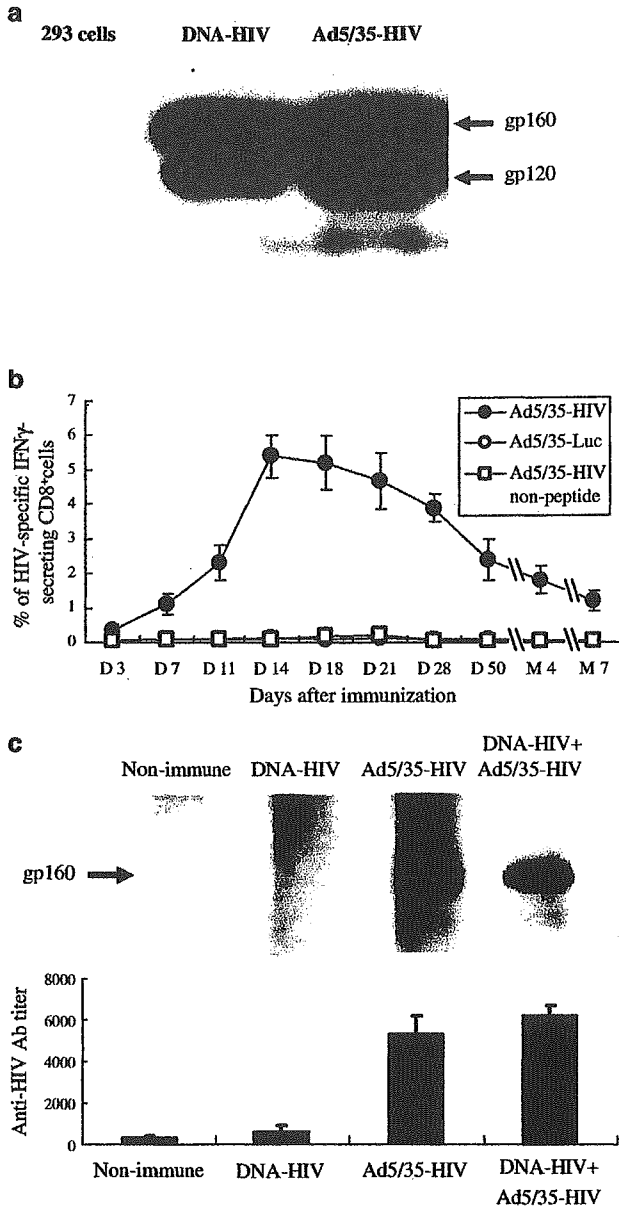 a
293 cells DNA-HIV Ad5/35-HIV
gp160
gp120
b
% of HIV-specific IFNγ-
secreting CD8⁺cells
7
6
5
4
3
2
1
0
Ad5/35-HIV
Ad5/35-Luc
Ad5/35-HIV
non-peptide
D 3 D 7 D 11 D 14 D 18 D 21 D 28 D 50 M 4 M 7
Days after immunization
c
Non-immune DNA-HIV Ad5/35-HIV DNA-HIV+
Ad5/35-HIV
gp160
Anti-HIV Ab titer
8000
6000
4000
2000
0
Non-immune DNA-HIV Ad5/35-HIV DNA-HIV+
Ad5/35-HIV